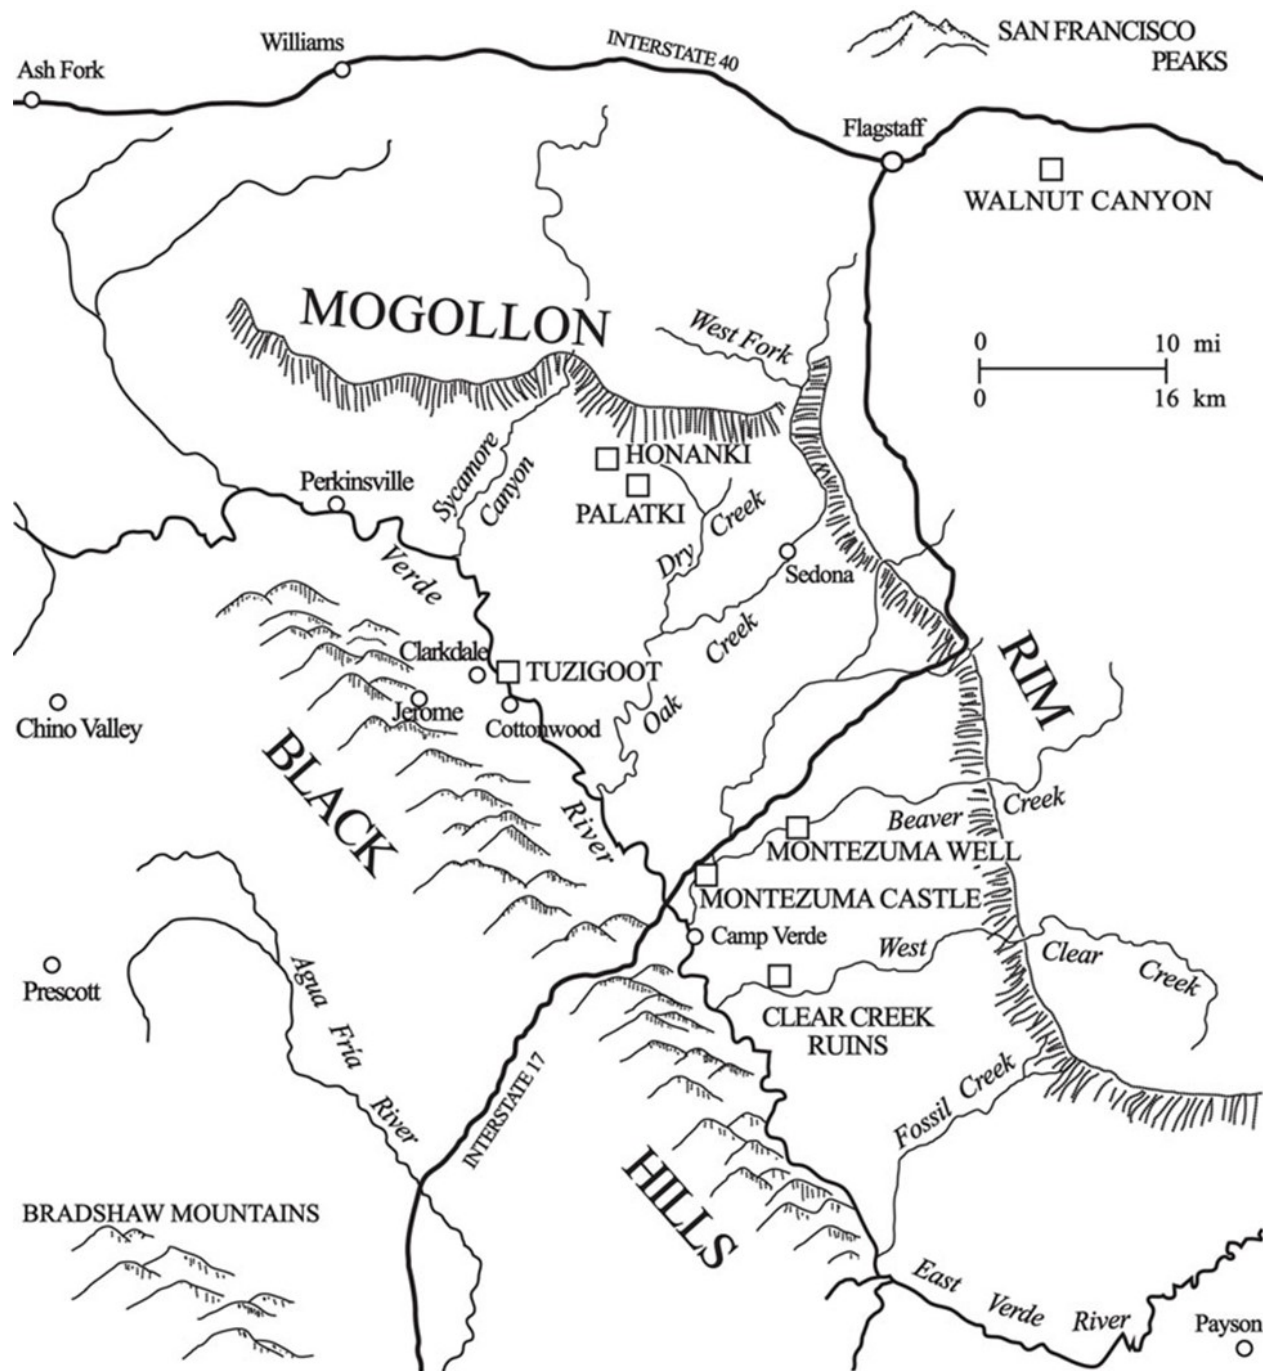 SAN FRANCISCO
PEAKS
Williams
INTERSTATE 40
Ash Fork
Flagstaff
WALNUT CANYON
MOGOLLON
West Fork
0 10 mi
0 16 km
HONANKI
Sycamore
Canyon
Perkinsville
PALATKI
Dry Creek
Verde
Sedona
Clarkdale
TUZIGOOT
Oak Creek
RIM
Chino Valley
Jerome
Cottonwood
BLACK
River
Beaver Creek
MONTEZUMA WELL
MONTEZUMA CASTLE
Camp Verde
West Clear Creek
Prescott
Agua Fria River
CLEAR CREEK
RUINS
INTERSTATE 17
Fossil Creek
HILLS
BRADSHAW MOUNTAINS
East Verde River
Payson